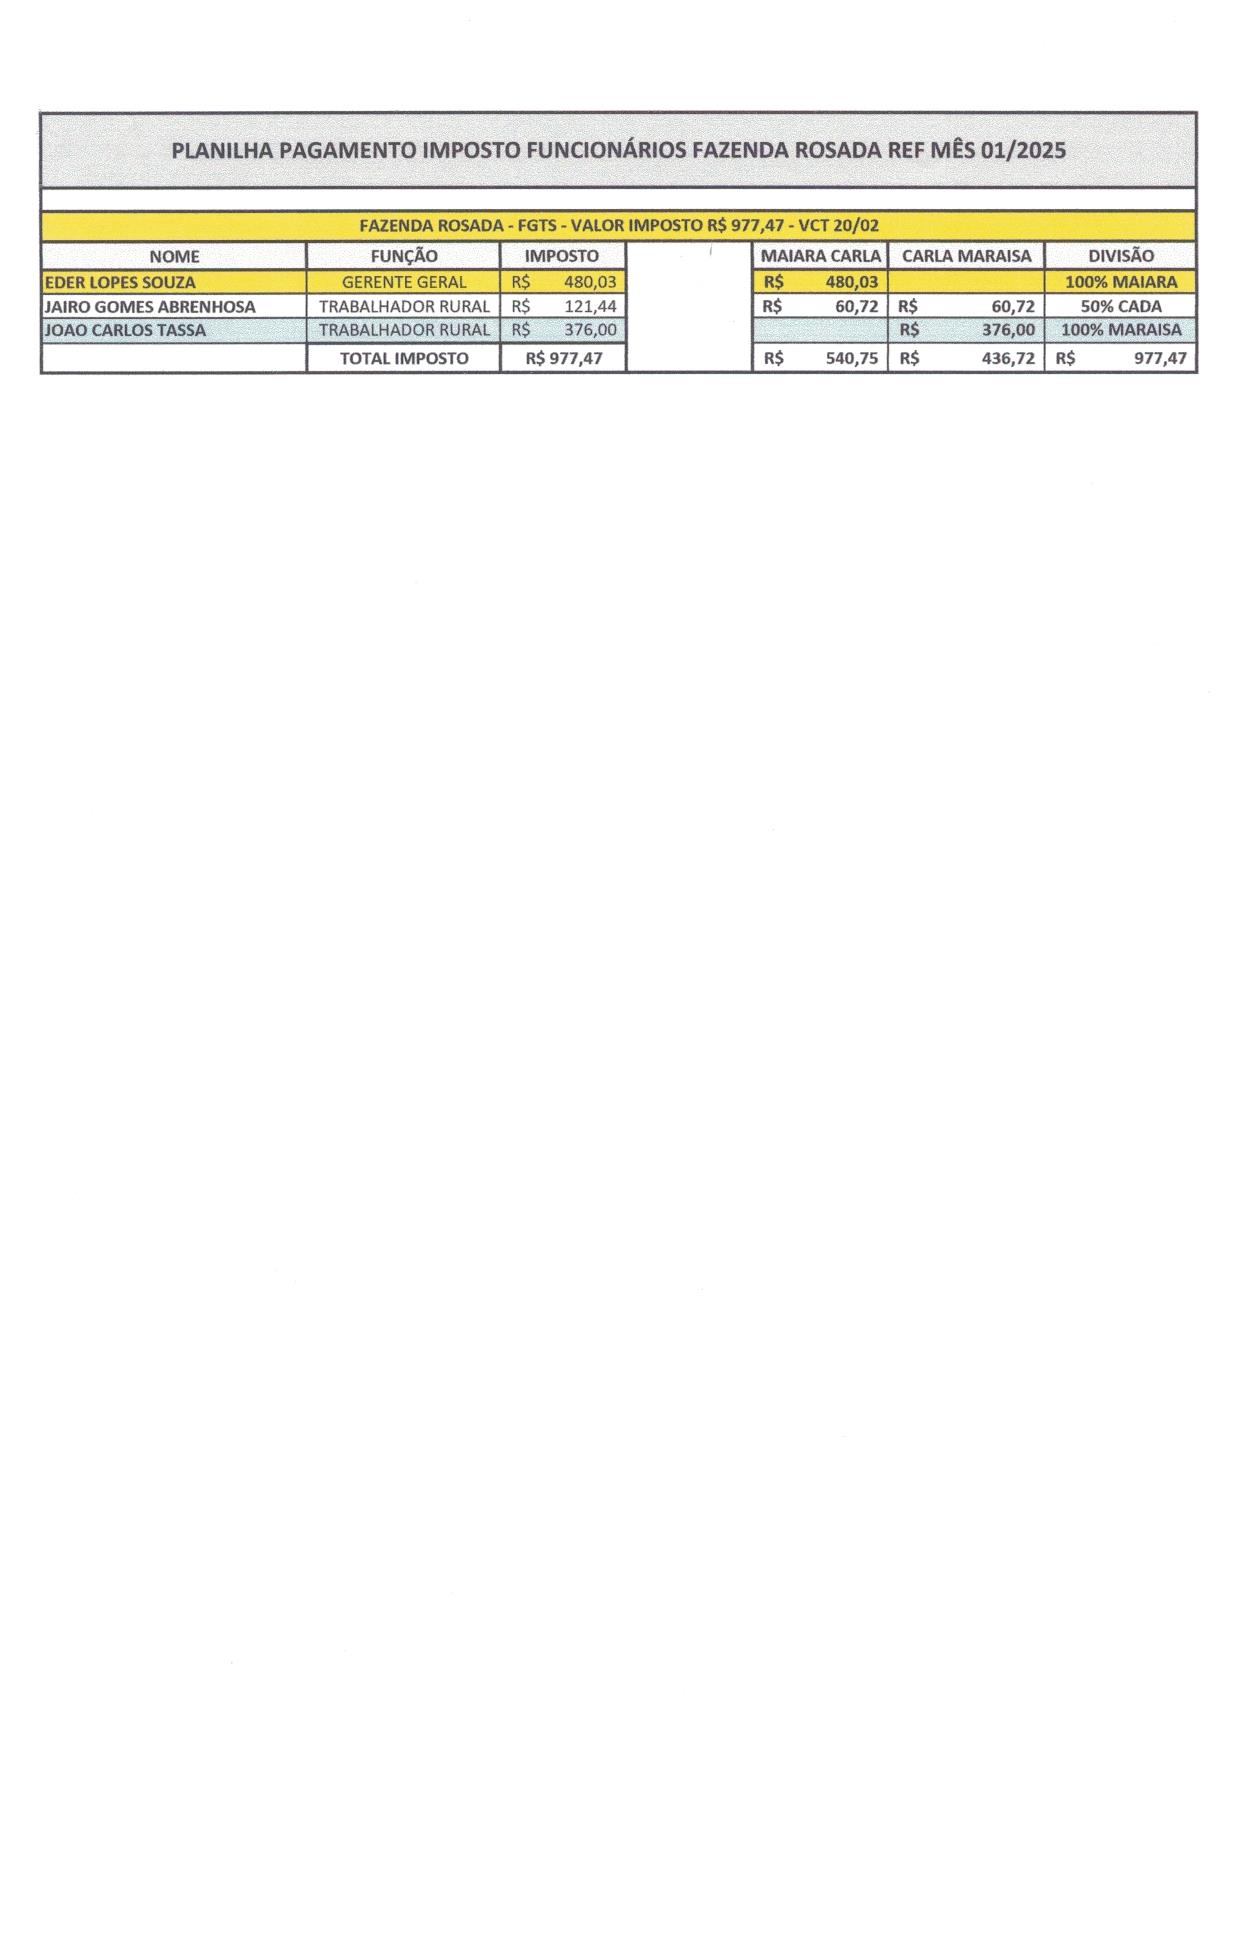 PLANILHA PAGAMENTO IMPOSTO FUNCIONÁRIOS FAZENDA ROSADA REF MÊS 01/2025
FAZENDA ROSADA - FGTS - VALOR IMPOSTO R$ 977,47 - VCT 20/02
NOME FUNÇÃO IMPOSTO MAIARA CARLA CARLA MARAISA DIVISÃO
EDER LOPES SOUZA GERENTE GERAL R$ 480,03 R$ 480,03 100% MAIARA
JAIRO GOMES ABRENHOSA TRABALHADOR RURAL R$ 121,44 R$ 60,72 R$ 60,72 50% CADA
JOAO CARLOS TASSA TRABALHADOR RURAL R$ 376,00 R$ 376,00 100% MARAISA
TOTAL IMPOSTO R$ 977,47 R$ 540,75 R$ 436,72 R$ 977,47